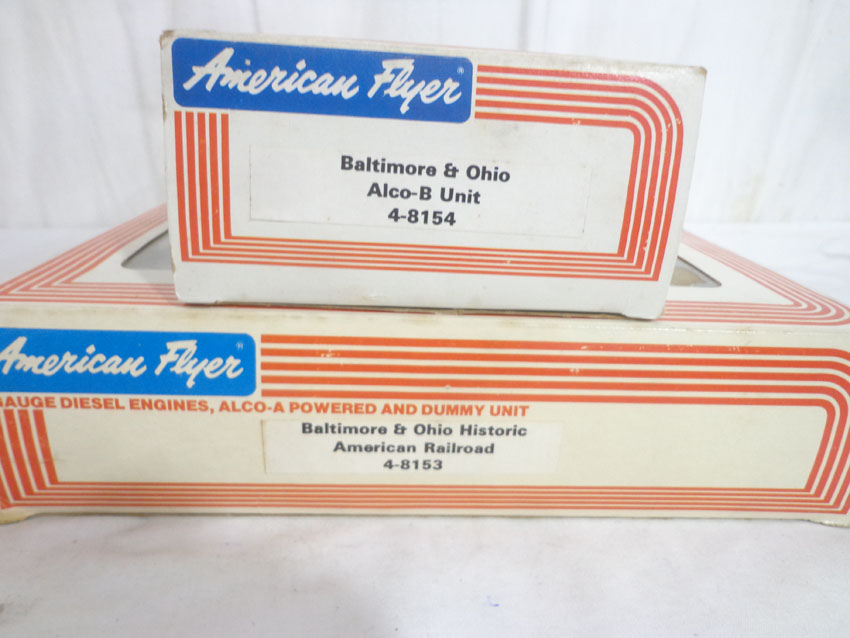 American Flyer®
Baltimore & Ohio
Alco-B Unit
4-8154
American Flyer®
GAUGE DIESEL ENGINES, ALCO-A POWERED AND DUMMY UNIT
Baltimore & Ohio Historic
American Railroad
4-8153